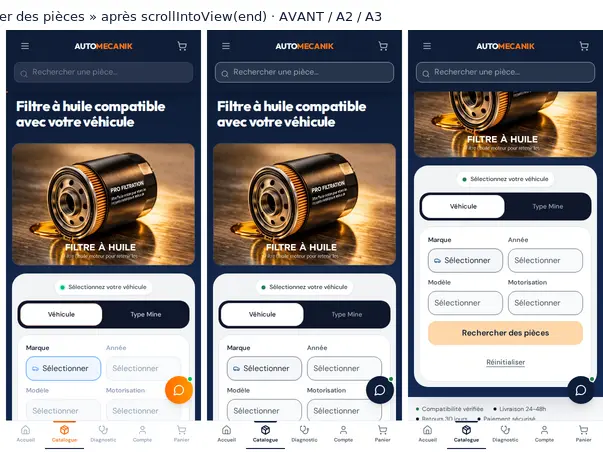 er des pièces » après scrollIntoView(end) · AVANT / A2 / A3
AUTOMECANIK
Rechercher une pièce...
Filtre à huile compatible
avec votre véhicule
PRO FILTRATION
FILTRE À HUILE
Sélectionnez votre véhicule
Véhicule
Type Mine
Marque
Année
Sélectionner
Sélectionner
Modèle
Motorisation
Sélectionner
Sélectionner
Accueil
Catalogue
Diagnostic
Compte
Panier
AUTOMECANIK
Rechercher une pièce...
Filtre à huile compatible
avec votre véhicule
PRO FILTRATION
FILTRE À HUILE
Sélectionnez votre véhicule
Véhicule
Type Mine
Marque
Année
Sélectionner
Sélectionner
Modèle
Motorisation
Sélectionner
Sélectionner
Accueil
Catalogue
Diagnostic
Compte
Panier
AUTOMECANIK
Rechercher une pièce...
FILTRE À HUILE
Sélectionnez votre véhicule
Véhicule
Type Mine
Marque
Année
Sélectionner
Sélectionner
Modèle
Motorisation
Sélectionner
Sélectionner
Rechercher des pièces
Réinitialiser
Compatibilité vérifiée
Livraison 24-48h
Retours 30 jours
Paiement sécurisé
Accueil
Catalogue
Diagnostic
Compte
Panier